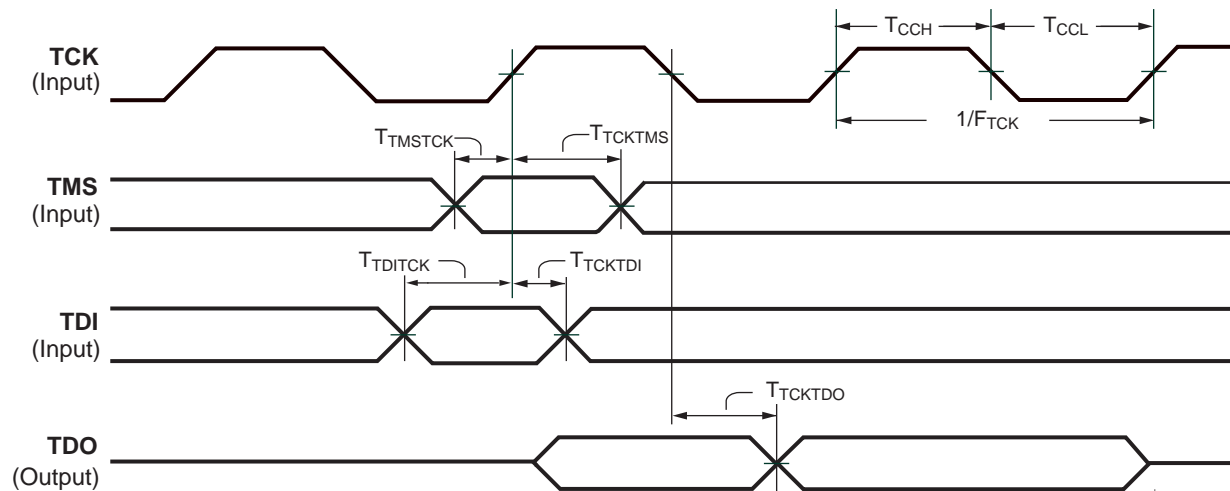 TCK
(Input)
TCCH
TCCL
1/FTCK
TTMSTCK
TTCKTMS
TMS
(Input)
TTDITCK
TTCKTDI
TDI
(Input)
TTCKTDO
TDO
(Output)